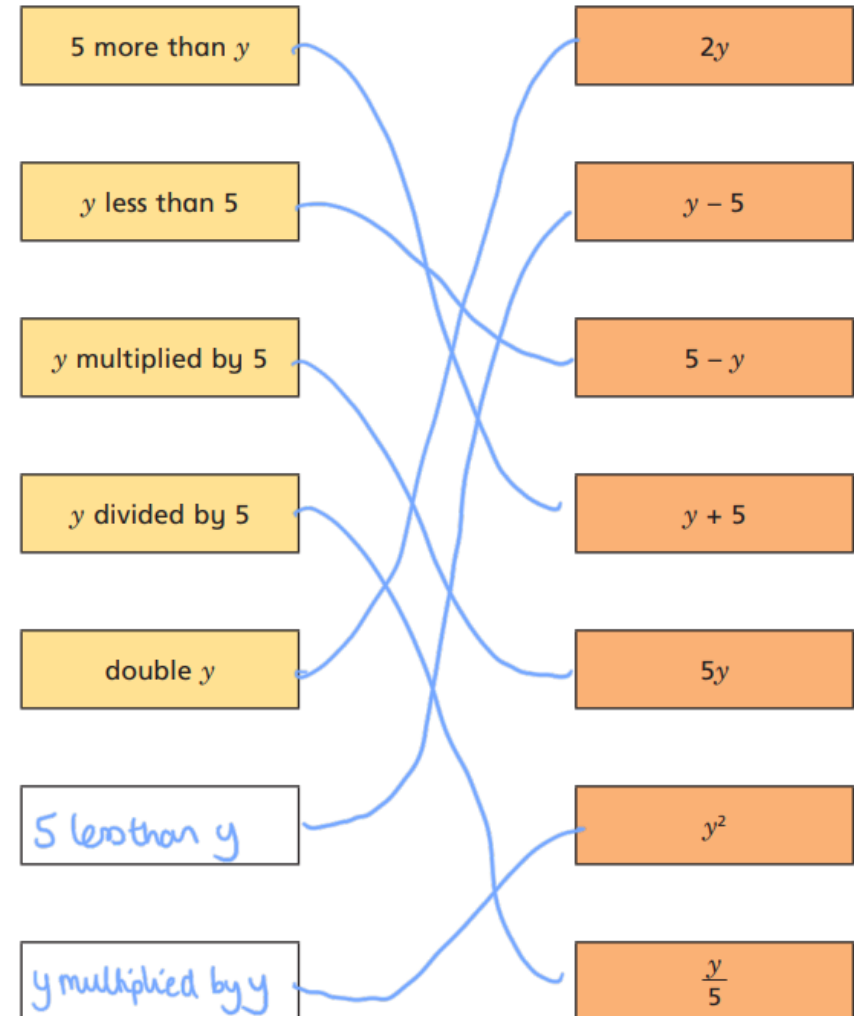 5 more than y
2y
y less than 5
y – 5
y multiplied by 5
5 – y
y divided by 5
y + 5
double y
5y
5 less than y
y²
y multiplied by y
y
5